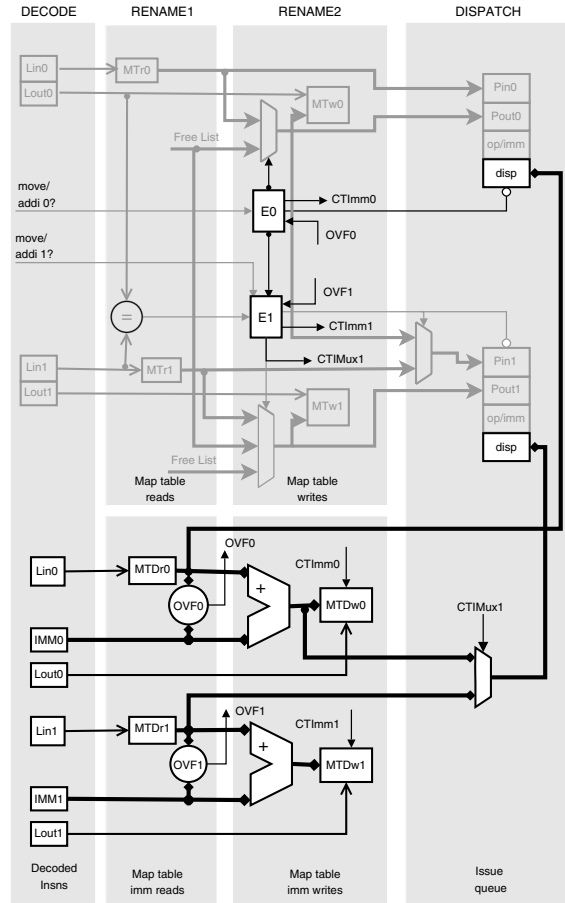 DECODE RENAME1 RENAME2 DISPATCH
Lin0 MTr0
Lout0 MTw0 Pin0
Pout0
Free List op/imm
disp
move/
addi 0? CTImm0
E0
OVF0
move/
addi 1?
OVF1
E1
= CTImm1
CTIMux1
Lin1 MTr1 Pin1
Lout1 MTw1 Pout1
op/imm
disp
Free List
Map table Map table
reads writes
OVF0
Lin0 MTDr0 CTImm0
+
OVF0 MTDw0
CTIMux1
IMM0
Lout0
OVF1
Lin1 MTDr1 CTImm1
+
OVF1 MTDw1
IMM1
Lout1
Decoded Map table Map table Issue
Insns imm reads imm writes queue